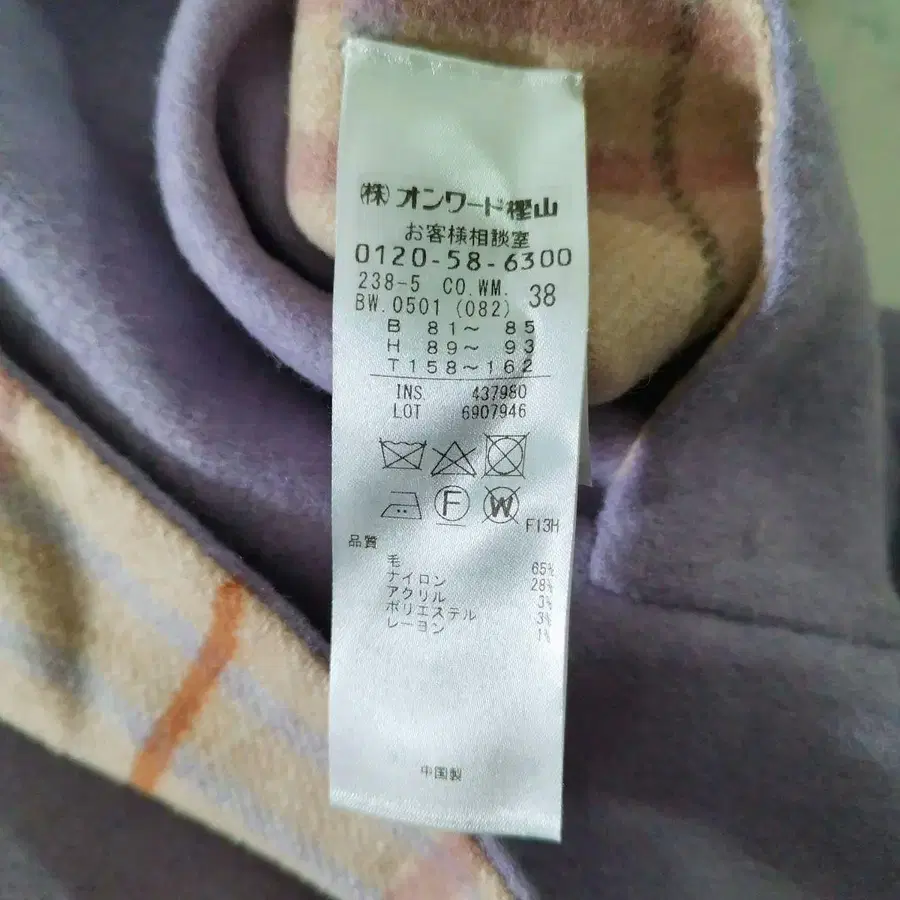 ㈱オンワード樫山
お客様相談室
0120-58-6300
238-5 CO.WM. 38
BW.0501 (082)
B 81～ 85
H 89～ 93
T158～162
INS. 437980
LOT 6907946
F
W
F13H
品質
毛 65%
ナイロン 28%
アクリル 3%
ポリエステル 3%
レーヨン 1%
中国製